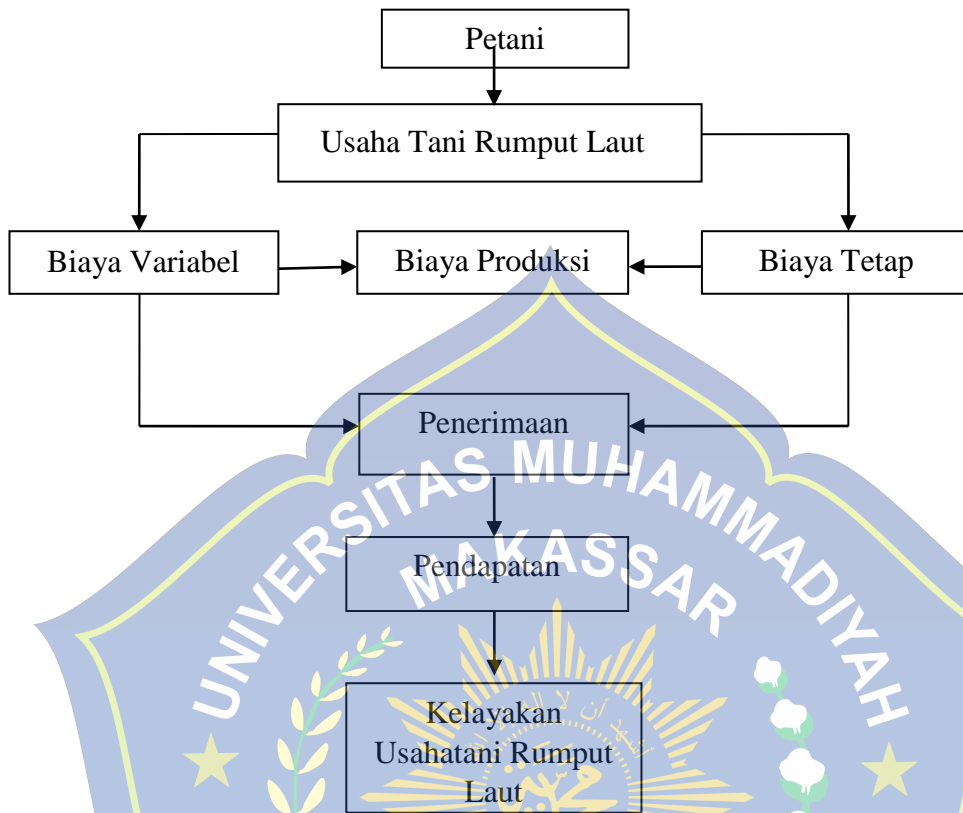 Petani
Usaha Tani Rumput Laut
Biaya Variabel
Biaya Produksi
Biaya Tetap
Penerimaan
UNIVERSITAS MUHAMMADIYAH
MAKASSAR
Pendapatan
Kelayakan
Usahatani Rumput
Laut